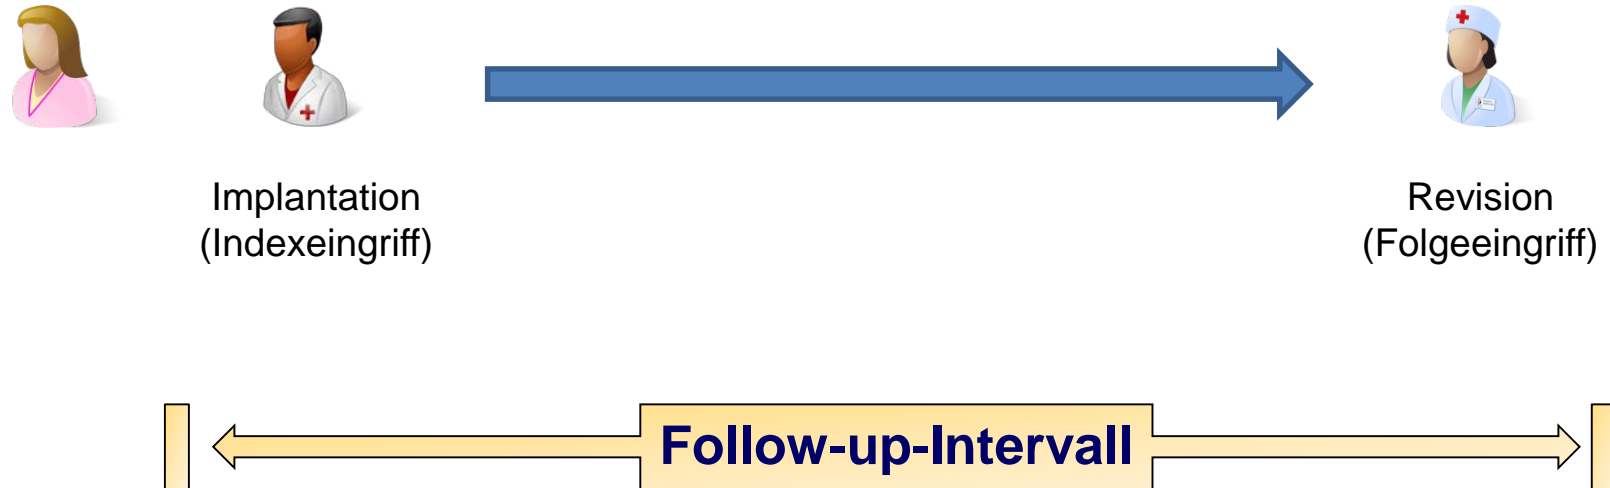 Implantation
(Indexeingriff)
Revision
(Folgeeingriff)
Follow-up-Intervall